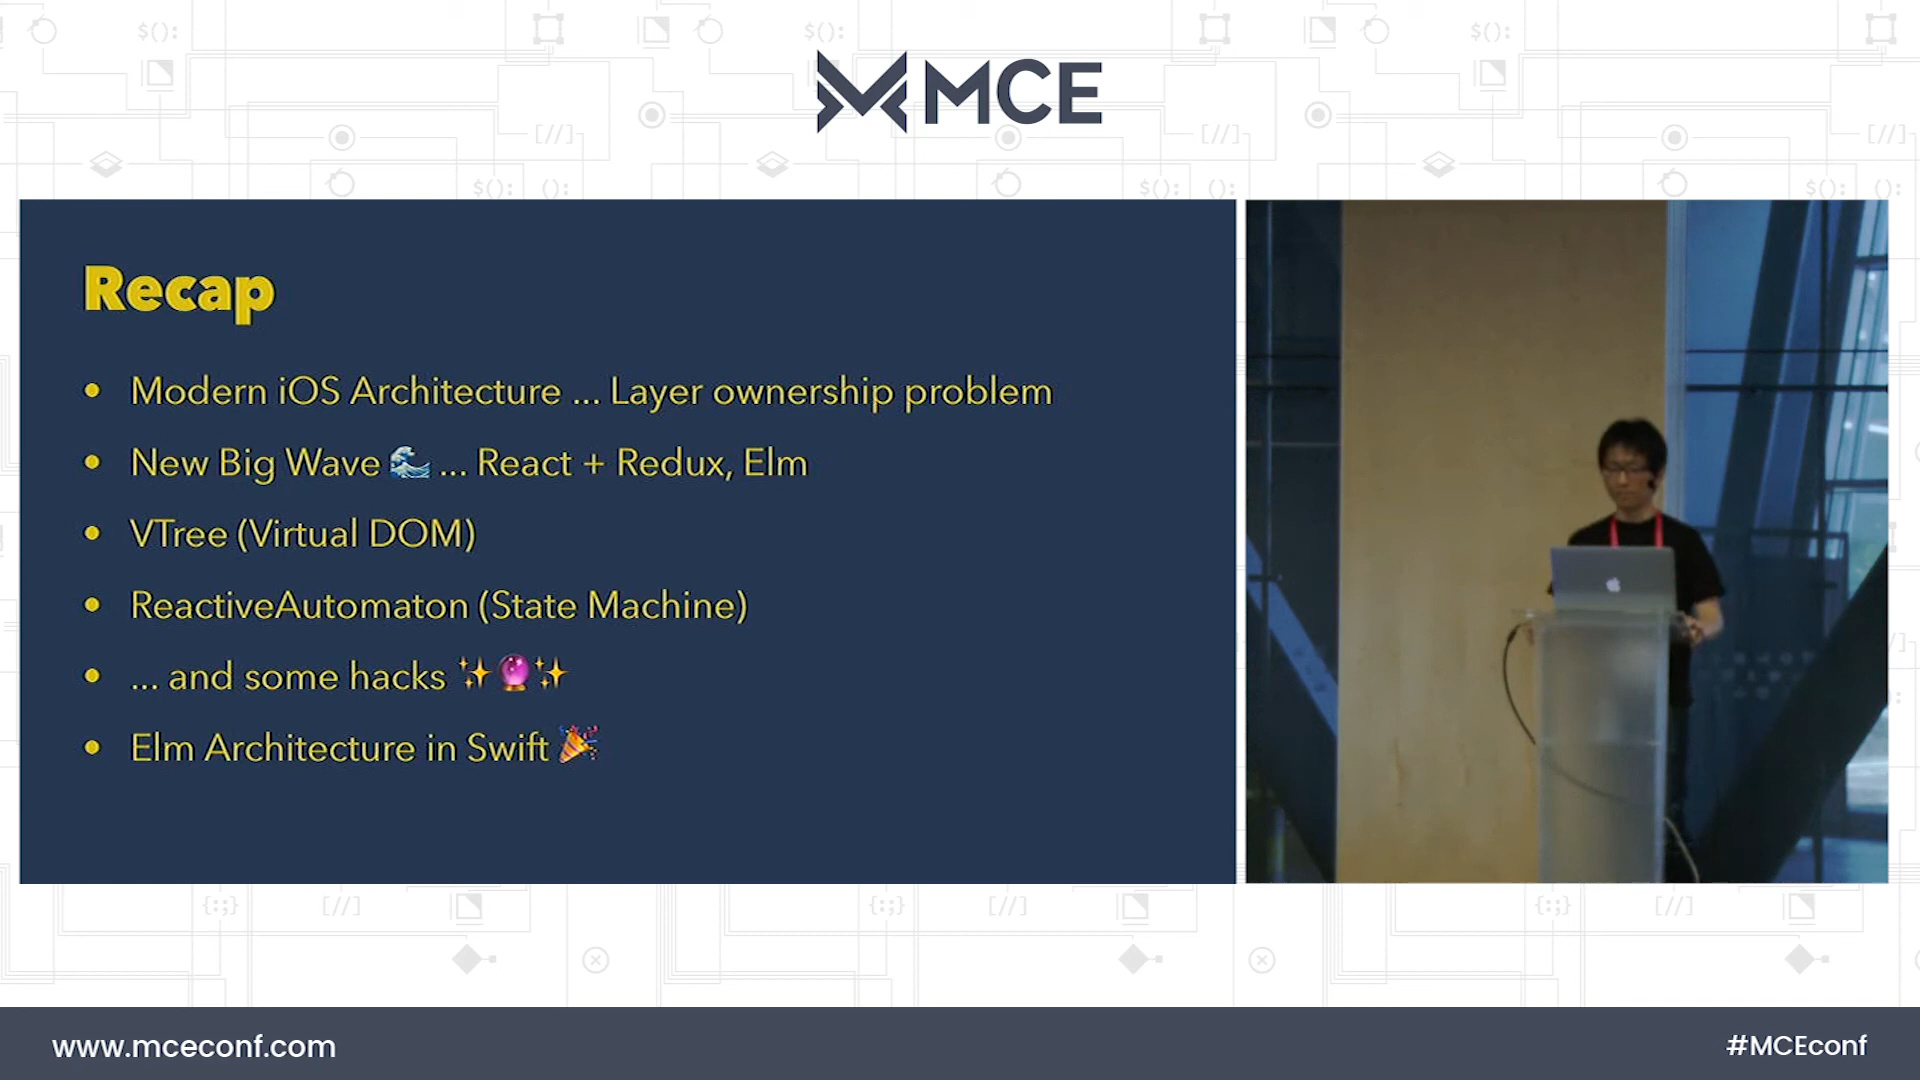 MCE
Recap
• Modern iOS Architecture ... Layer ownership problem
• New Big Wave 🌊 ... React + Redux, Elm
• VTree (Virtual DOM)
• ReactiveAutomaton (State Machine)
• ... and some hacks ✨🔮✨
• Elm Architecture in Swift 🎉
www.mceconf.com
#MCEconf